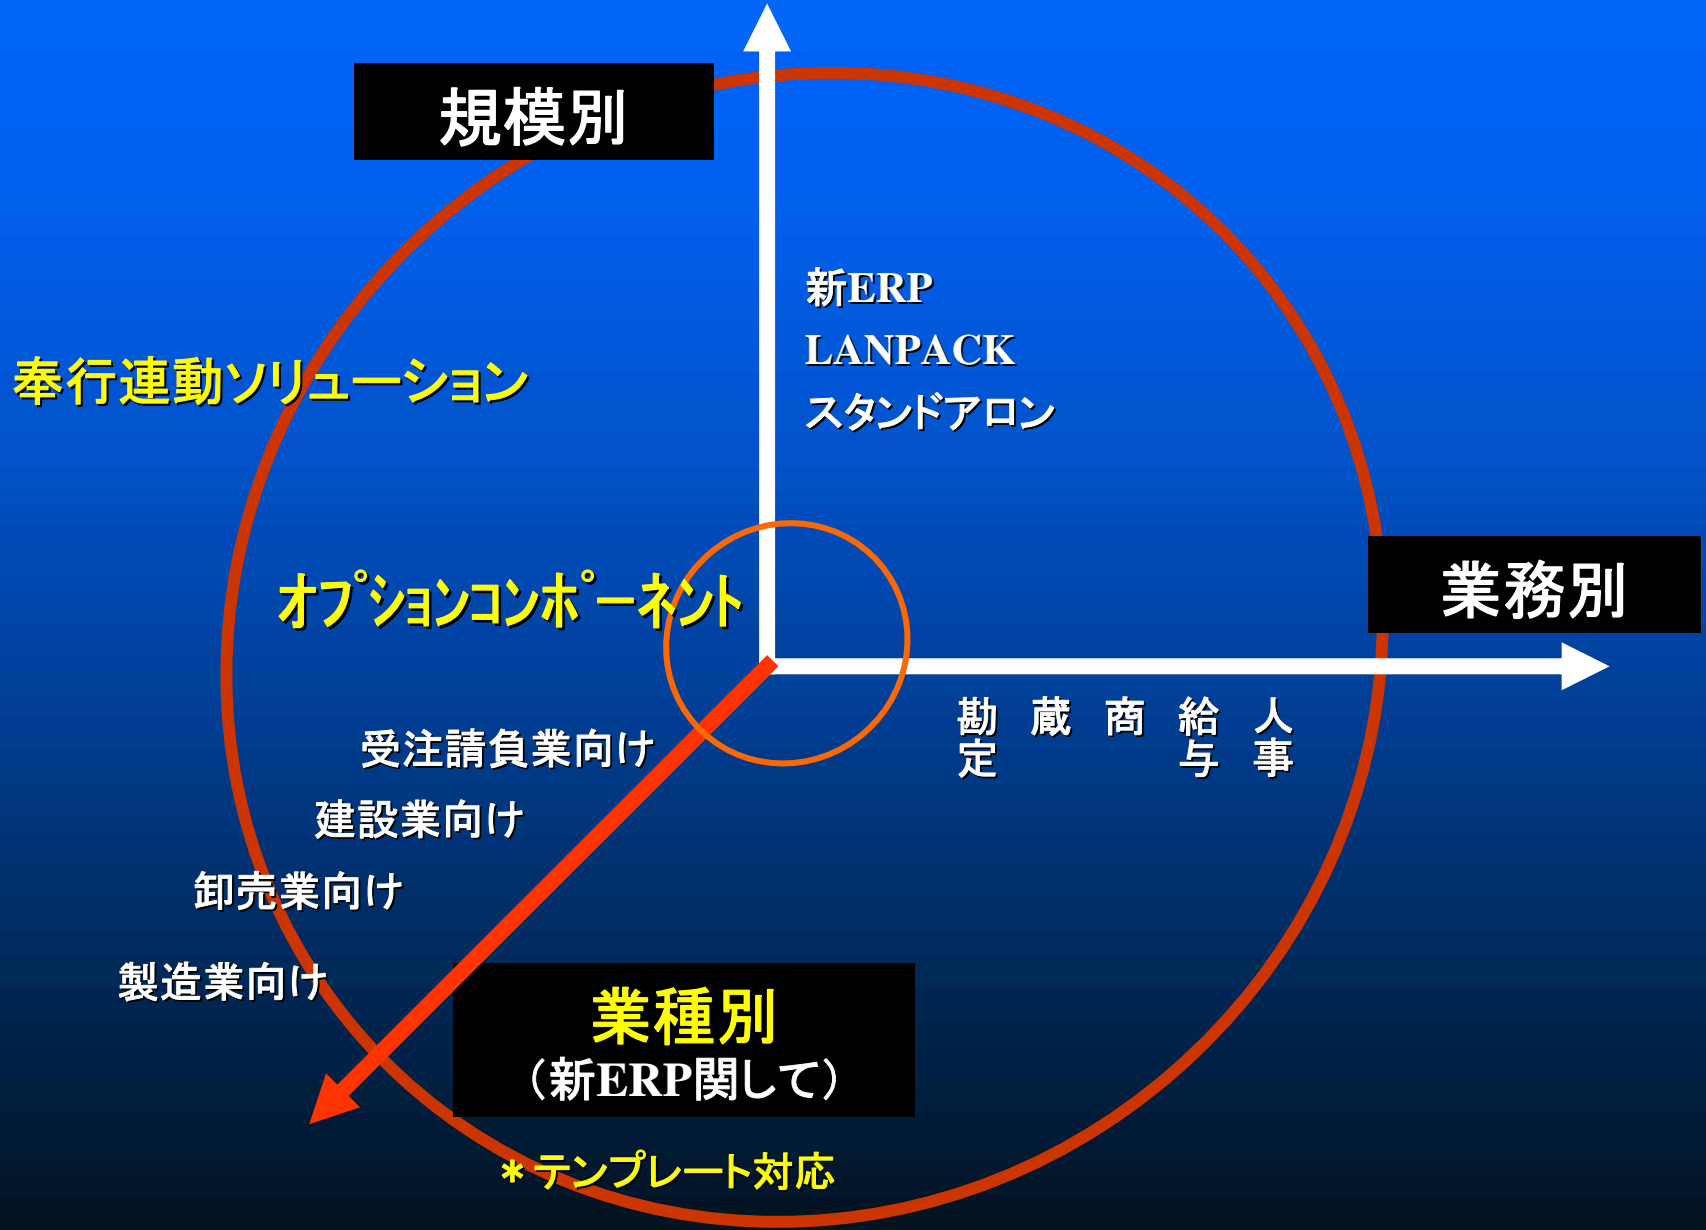 規模別
新ERP
LANPACK
スタンドアロン
奉行連動ソリューション
オプションコンポーネント
業務別
勘定
蔵
商
給与
人事
受注請負業向け
建設業向け
卸売業向け
製造業向け
業種別
（新ERP関して）
＊テンプレート対応